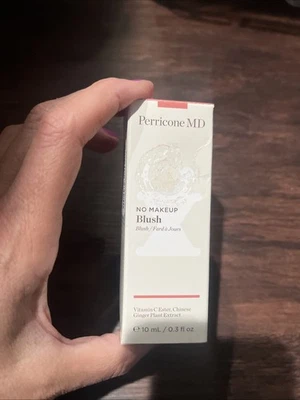 Perricone MD
NO MAKEUP
Blush
Blush / Fard à Joues
Vitamin C Ester, Chinese
Ginger Plant Extract
℮ 10 mL / 0.3 fl oz